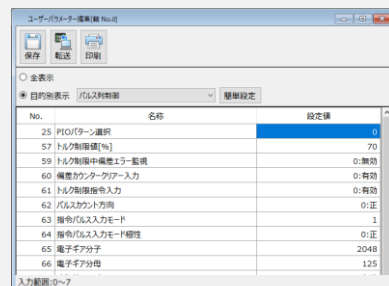 ユーザーパラメーター編集[軸 No.0]
保存 転送 印刷
全表示
目的別表示 パルス列制御 簡単設定
No. 名称 設定値
25 PIOパターン選択 0
57 トルク制限値[%] 70
59 トルク制限中偏差エラー監視 0:無効
60 偏差カウンタークリアー入力 0:有効
61 トルク制限指令入力 0:有効
62 パルスカウント方向 0:正
63 指令パルス入力モード 1
64 指令パルス入力モード極性 0:正
65 電子ギア分子 2048
66 電子ギア分母 125
入力範囲:0～7